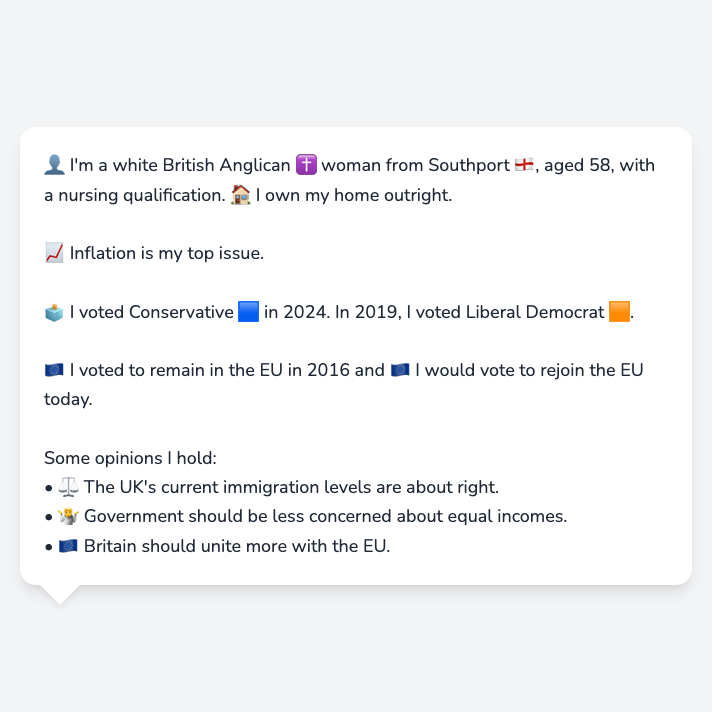 👤 I'm a white British Anglican ✝️ woman from Southport 🏴󠁧󠁢󠁥󠁮󠁧󠁿, aged 58, with
a nursing qualification. 🏠 I own my home outright.
📈 Inflation is my top issue.
🗳️ I voted Conservative 🟦 in 2024. In 2019, I voted Liberal Democrat 🟧.
🇪🇺 I voted to remain in the EU in 2016 and 🇪🇺 I would vote to rejoin the EU
today.
Some opinions I hold:
• ⚖️ The UK's current immigration levels are about right.
• 🤷 Government should be less concerned about equal incomes.
• 🇪🇺 Britain should unite more with the EU.